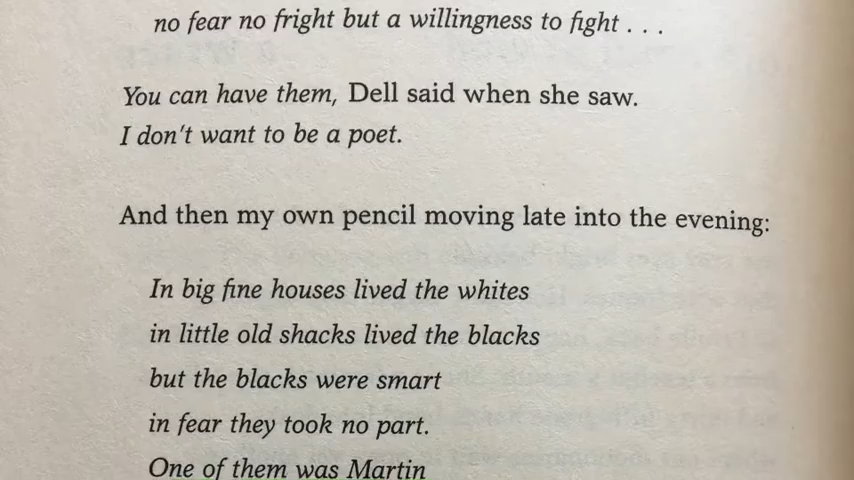 no fear no fright but a willingness to fight . . .
You can have them, Dell said when she saw.
I don't want to be a poet.
And then my own pencil moving late into the evening:
In big fine houses lived the whites
in little old shacks lived the blacks
but the blacks were smart
in fear they took no part.
One of them was Martin